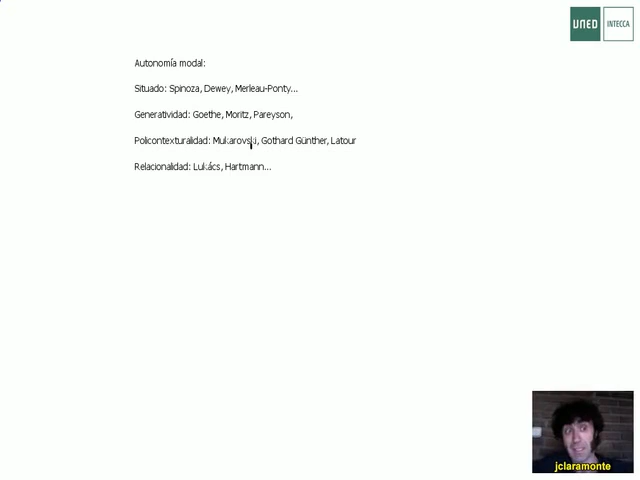 UNED
INTECCA
Autonomía modal:
Situado: Spinoza, Dewey, Merleau-Ponty...
Generatividad: Goethe, Moritz, Pareyson,
Policontexturalidad: Mukarovski, Gothard Günther, Latour
Relacionalidad: Lukács, Hartmann...
jclaramonte